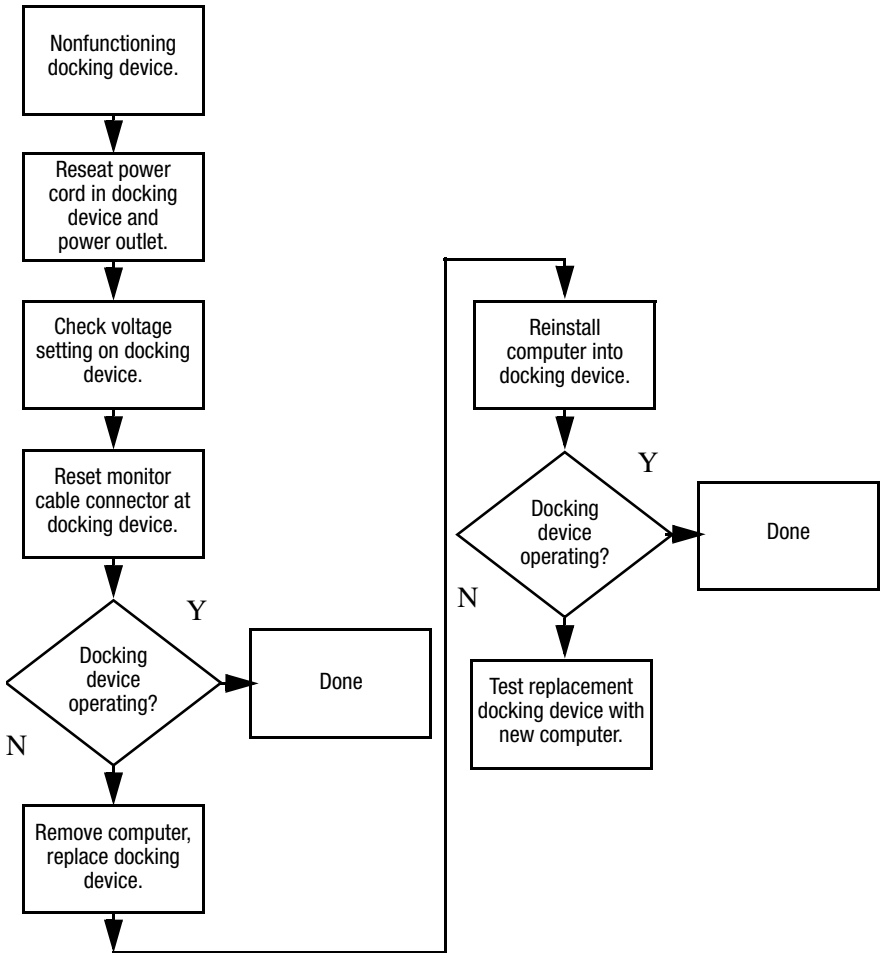 Nonfunctioning
docking device.
Reseat power
cord in docking
device and
power outlet.
Check voltage
setting on docking
device.
Reset monitor
cable connector at
docking device.
Y
Docking
device
operating?
Done
N
Remove computer,
replace docking
device.
Reinstall
computer into
docking device.
Y
Docking
device
operating?
Done
N
Test replacement
docking device with
new computer.